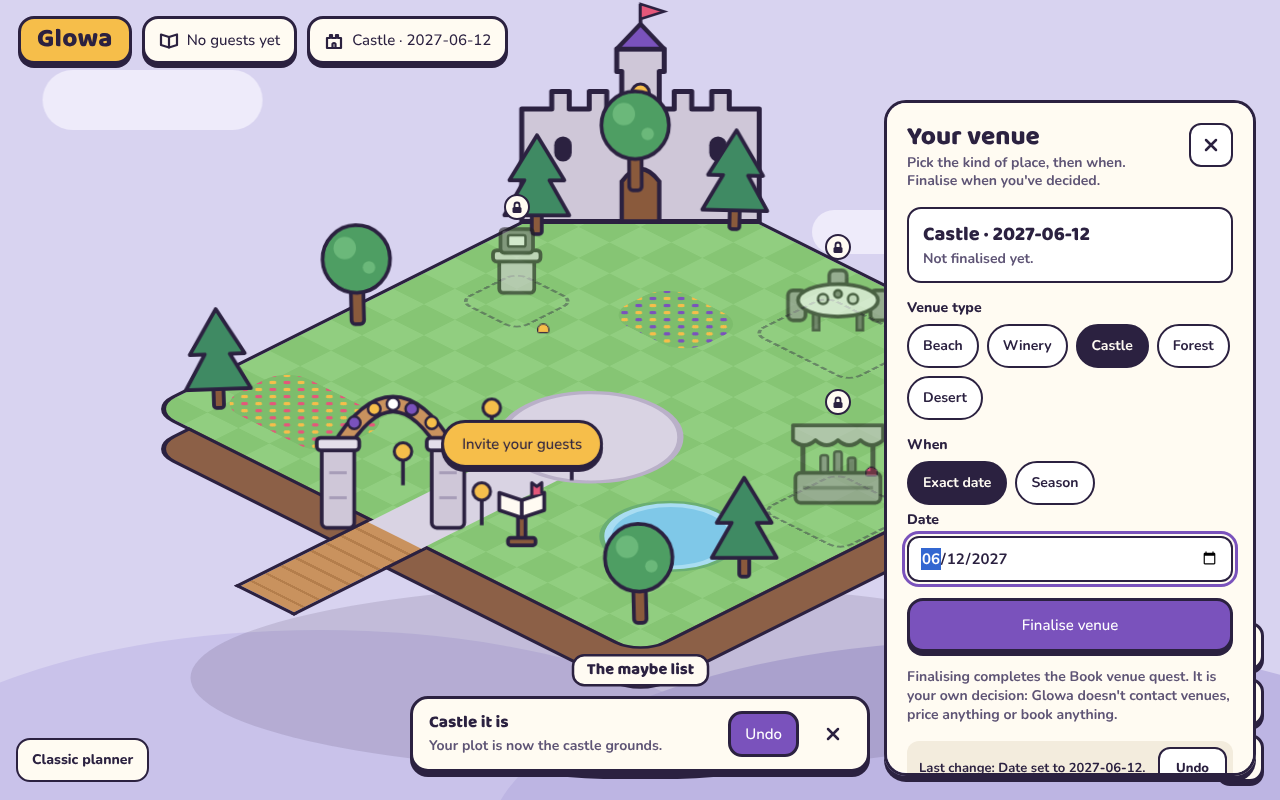 Glowa
No guests yet
Castle · 2027-06-12
Your venue
Pick the kind of place, then when.
Finalise when you've decided.
Castle · 2027-06-12
Not finalised yet.
Venue type
Beach
Winery
Castle
Forest
Desert
When
Exact date
Season
Date
06/12/2027
Finalise venue
Finalising completes the Book venue quest. It is
your own decision: Glowa doesn't contact venues,
price anything or book anything.
Last change: Date set to 2027-06-12.
Undo
Invite your guests
The maybe list
Castle it is
Your plot is now the castle grounds.
Undo
Classic planner